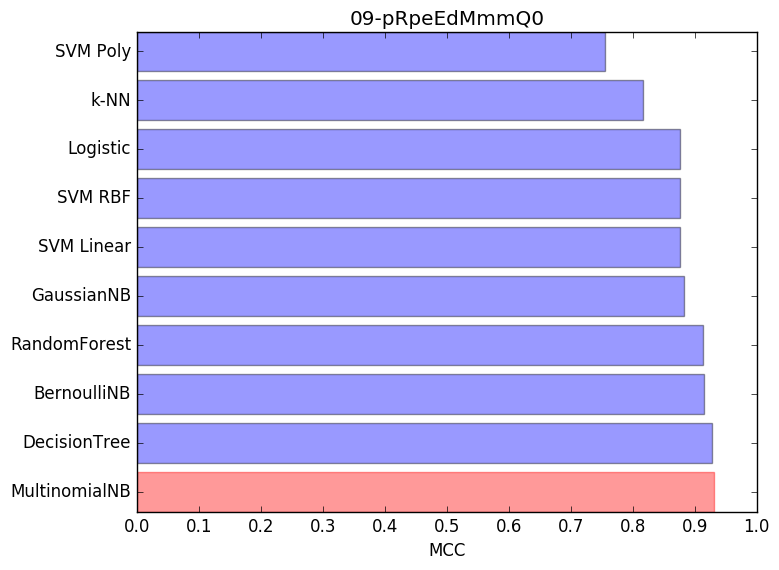 09-pRpeEdMmmQ0
SVM Poly
k-NN
Logistic
SVM RBF
SVM Linear
GaussianNB
RandomForest
BernoulliNB
DecisionTree
MultinomialNB
0.0 0.1 0.2 0.3 0.4 0.5 0.6 0.7 0.8 0.9 1.0
MCC